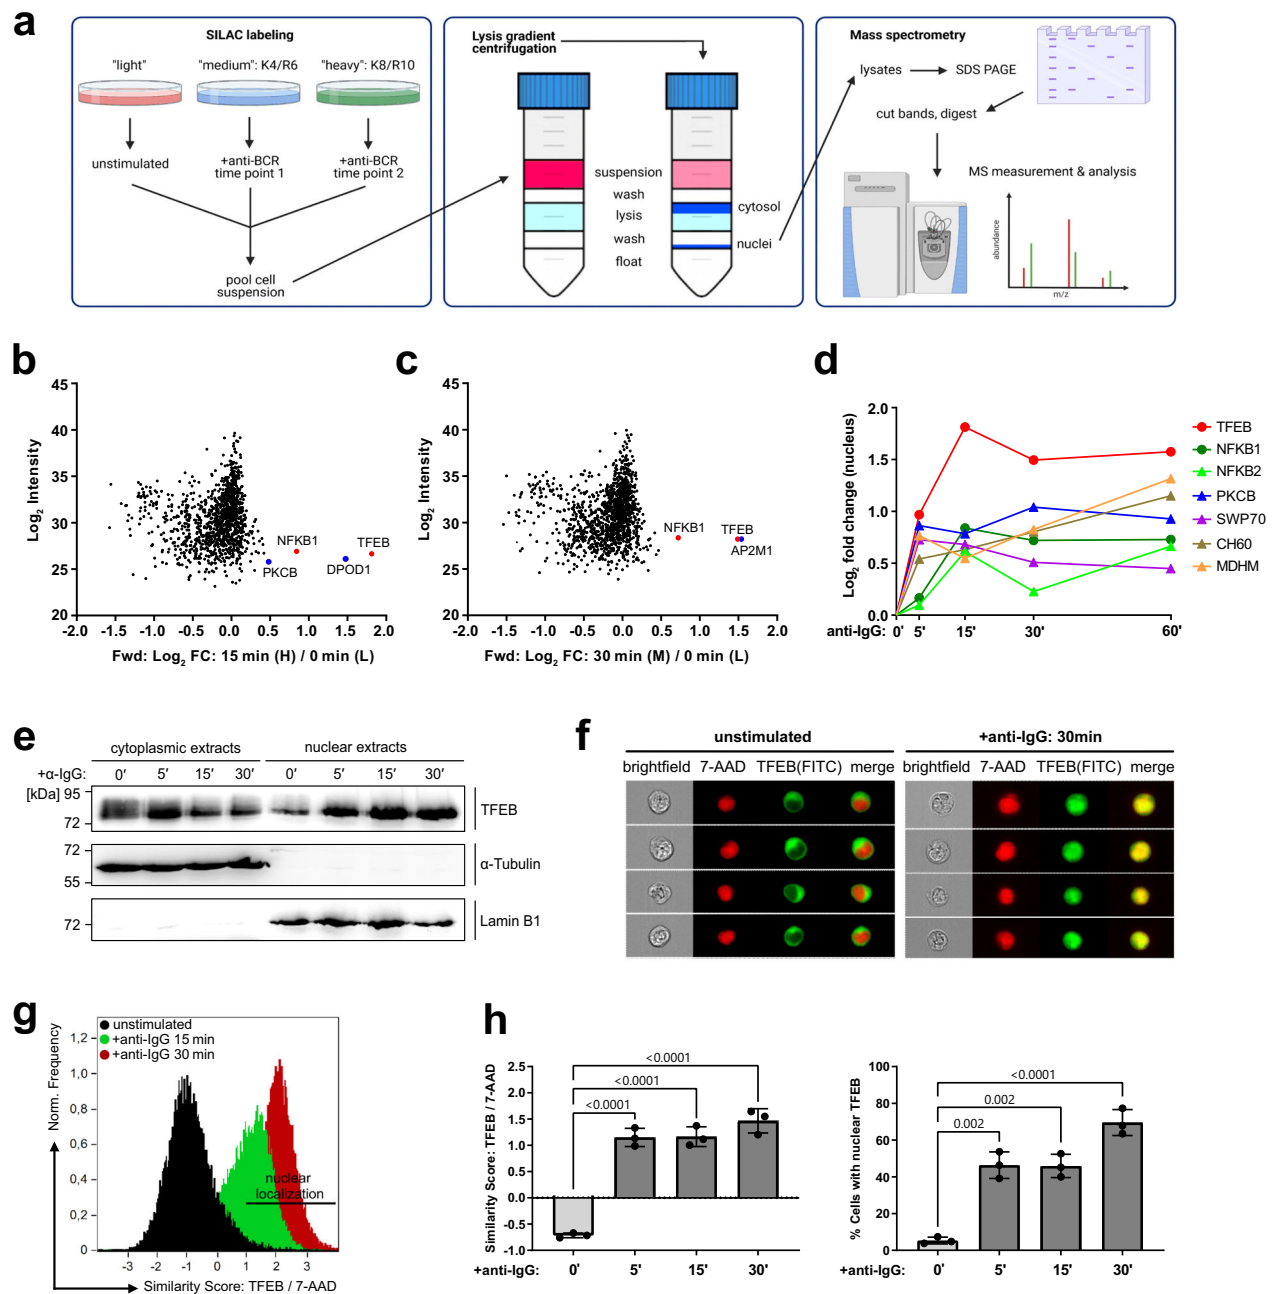 a
SILAC labeling
"light"
"medium": K4/R6
"heavy": K8/R10
unstimulated
+anti-BCR
time point 1
+anti-BCR
time point 2
pool cell
suspension
Lysis gradient
centrifugation
suspension
wash
lysis
wash
float
cytosol
nuclei
Mass spectrometry
lysates
SDS PAGE
cut bands, digest
MS measurement & analysis
abundance
m/z
b
Log2 Intensity
45
40
35
30
25
20
NFKB1
TFEB
PKCB
DPOD1
-2.0 -1.5 -1.0 -0.5 0.0 0.5 1.0 1.5 2.0
Fwd: Log2 FC: 15 min (H) / 0 min (L)
c
Log2 Intensity
45
40
35
30
25
20
NFKB1
TFEB
AP2M1
-2.0 -1.5 -1.0 -0.5 0.0 0.5 1.0 1.5 2.0
Fwd: Log2 FC: 30 min (M) / 0 min (L)
d
Log2 fold change (nucleus)
2.0
1.5
1.0
0.5
0.0
anti-IgG: 0' 5' 15' 30' 60'
TFEB
NFKB1
NFKB2
PKCB
SWP70
CH60
MDHM
e
cytoplasmic extracts nuclear extracts
+α-IgG: 0′ 5′ 15′ 30′ 0′ 5′ 15′ 30′
[kDa] 95
72
TFEB
72
55
α-Tubulin
72
Lamin B1
f
unstimulated
brightfield 7-AAD TFEB(FITC) merge
+anti-IgG: 30min
brightfield 7-AAD TFEB(FITC) merge
g
Norm. Frequency
unstimulated
+anti-IgG 15 min
+anti-IgG 30 min
1,2
1,0
0,8
0,6
0,4
0,2
0
nuclear
localization
-3 -2 -1 0 1 2 3
Similarity Score: TFEB / 7-AAD
h
Similarity Score: TFEB / 7-AAD
2.5
2.0
1.5
1.0
0.5
0.0
-0.5
-1.0
<0.0001
<0.0001
<0.0001
+anti-IgG: 0' 5' 15' 30'
% Cells with nuclear TFEB
100
80
60
40
20
0
<0.0001
0.002
0.002
+anti-IgG: 0' 5' 15' 30'